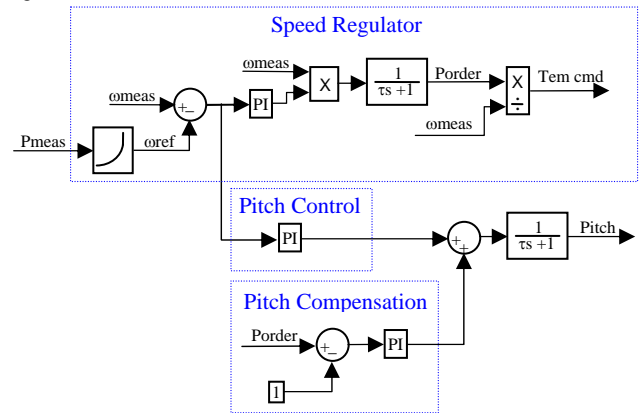 Speed Regulator
ωmeas
ωmeas
+
−
PI
X
1
τs +1
Porder
X
÷
Tem cmd
ωmeas
Pmeas
ωref
Pitch Control
PI
+
+
1
τs +1
Pitch
Pitch Compensation
Porder
+
−
PI
1